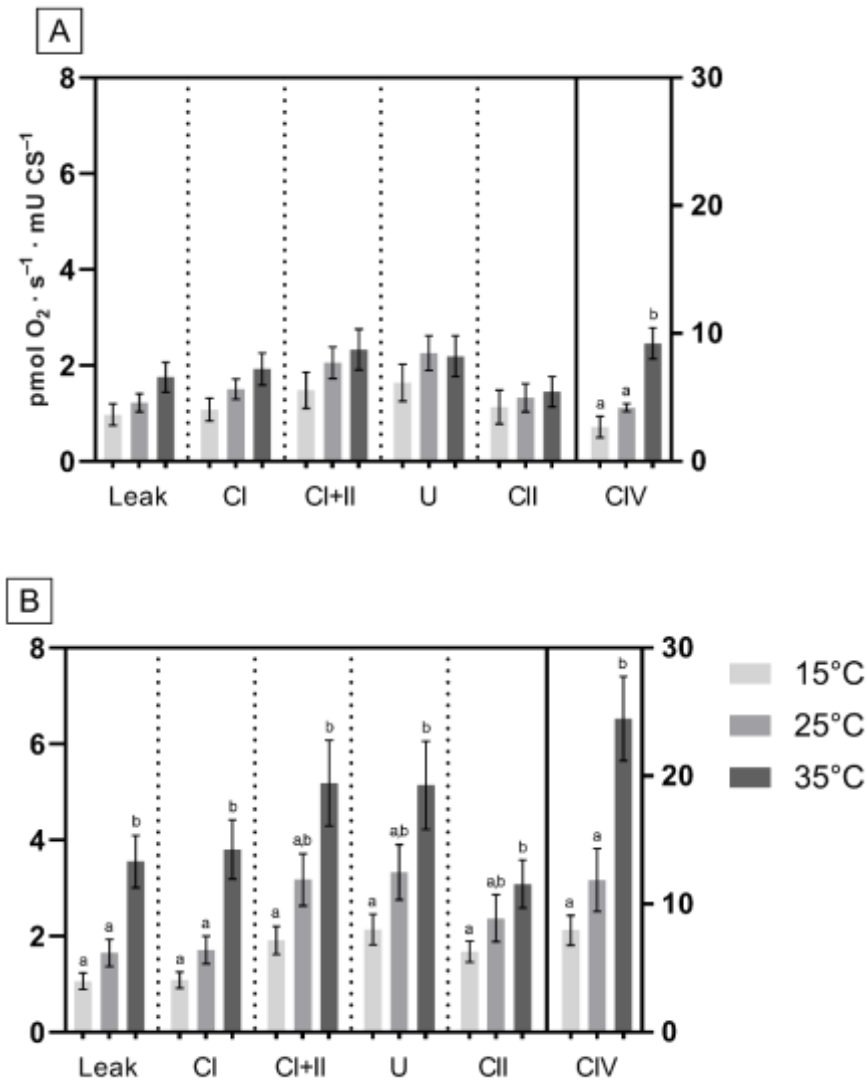 A
8 30
6 20
4
2 10
0 0
pmol O₂ · s⁻¹ · mU CS⁻¹
a a b
Leak CI CI+II U CII CIV
B
8 30
6 20
4
2 10
0 0
a a b a a b a a,b b a a,b b a a,b b a a b
Leak CI CI+II U CII CIV
15°C
25°C
35°C